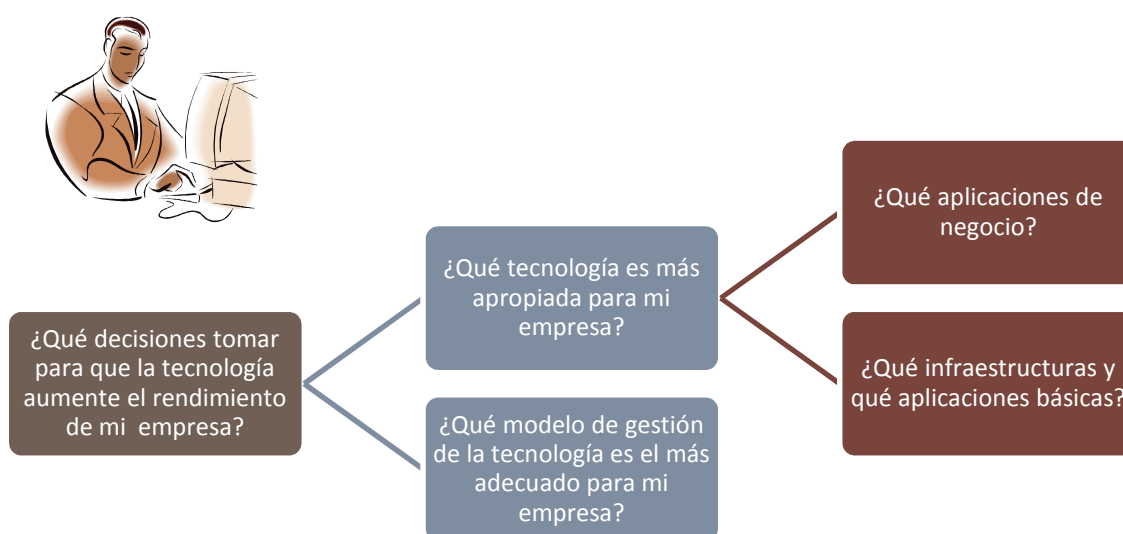 ¿Qué decisiones tomar
para que la tecnología
aumente el rendimiento
de mi empresa?
¿Qué tecnología es más
apropiada para mi
empresa?
¿Qué modelo de gestión
de la tecnología es el más
adecuado para mi
empresa?
¿Qué aplicaciones de
negocio?
¿Qué infraestructuras y
qué aplicaciones básicas?